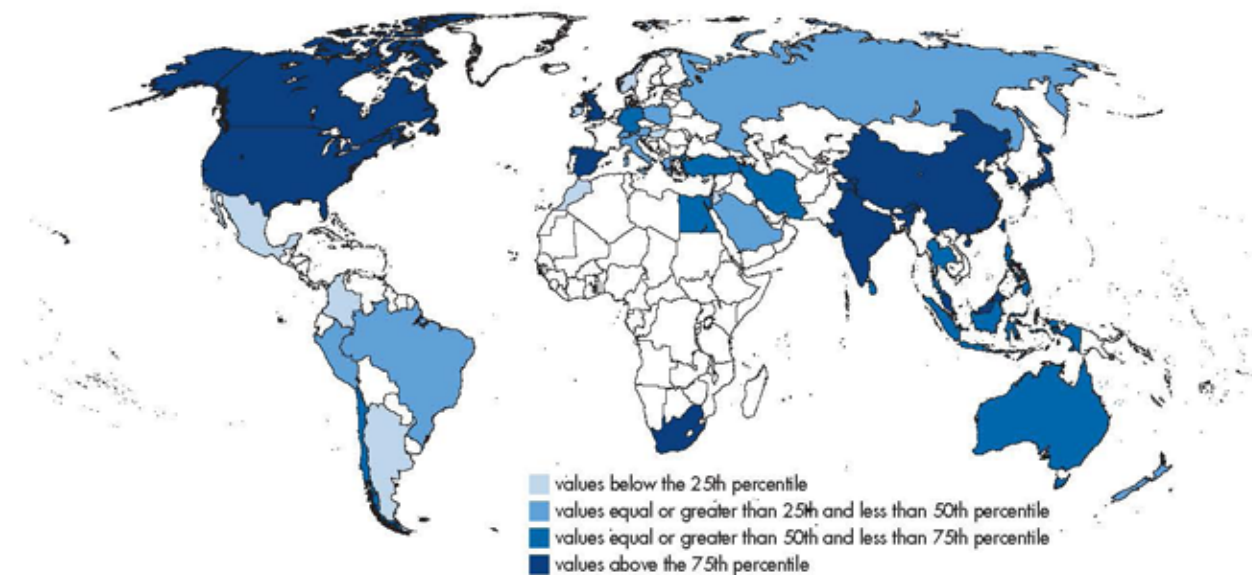 values below the 25th percentile
values equal or greater than 25th and less than 50th percentile
values equal or greater than 50th and less than 75th percentile
values above the 75th percentile